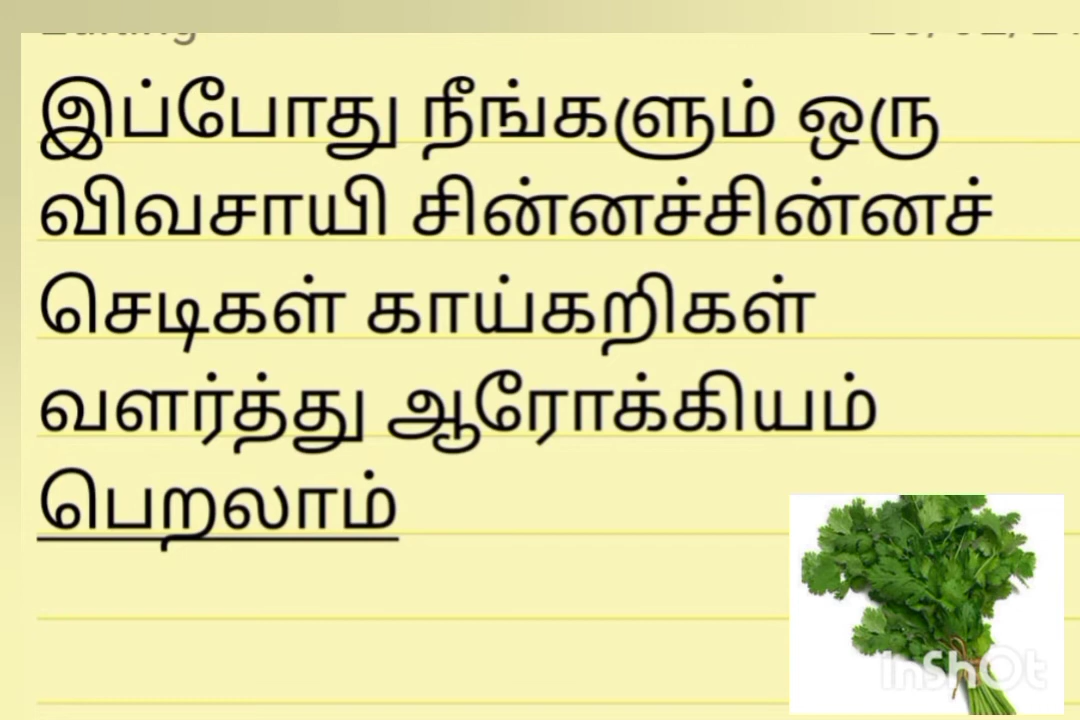 இப்போது நீங்களும் ஒரு
விவசாயி சின்னச்சின்னச்
செடிகள் காய்கறிகள்
வளர்த்து ஆரோக்கியம்
பெறலாம்
InShOt